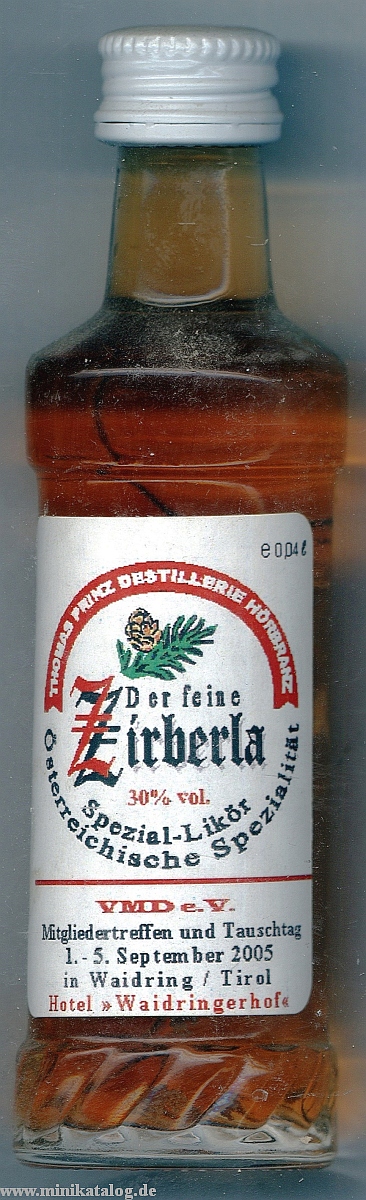 e 0,04 ℓ
THOMAS PRINZ DESTILLERIE HÖRBRANZ
Der feine
Zirberla
30% vol.
Spezial-Likör
Österreichische Spezialität
VMD e.V.
Mitgliedertreffen und Tauschtag
1.- 5. September 2005
in Waidring / Tirol
Hotel »Waidringerhof«
www.minikatalog.de